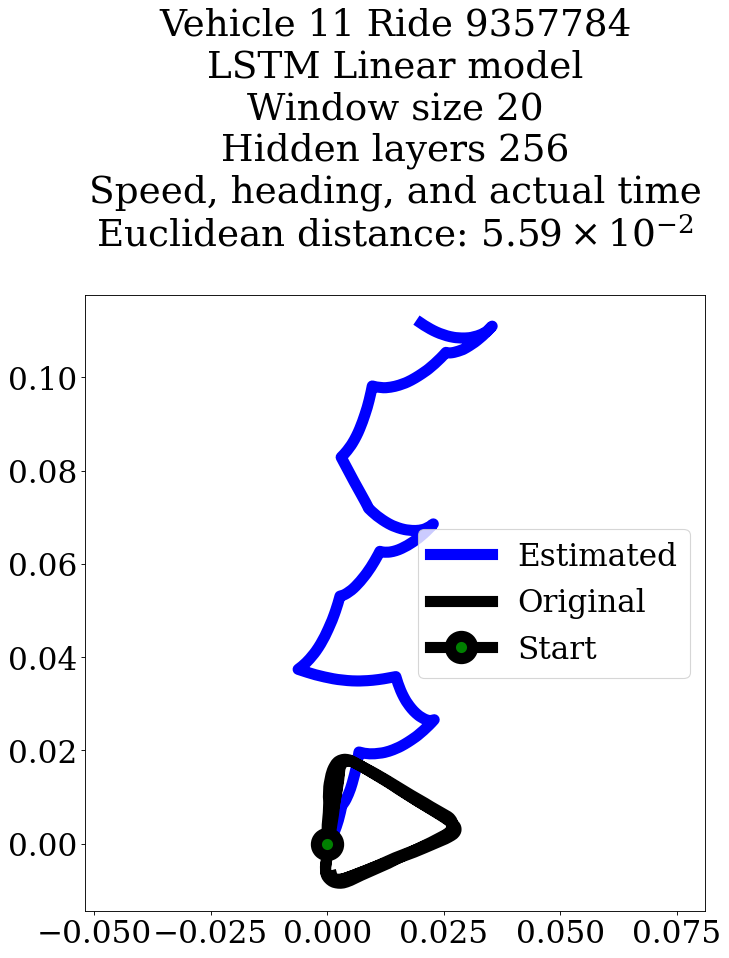 Vehicle 11 Ride 9357784
LSTM Linear model
Window size 20
Hidden layers 256
Speed, heading, and actual time
Euclidean distance: 5.59 × 10⁻²
0.10
0.08
0.06
0.04
0.02
0.00
Estimated
Original
Start
−0.050 −0.025 0.000 0.025 0.050 0.075